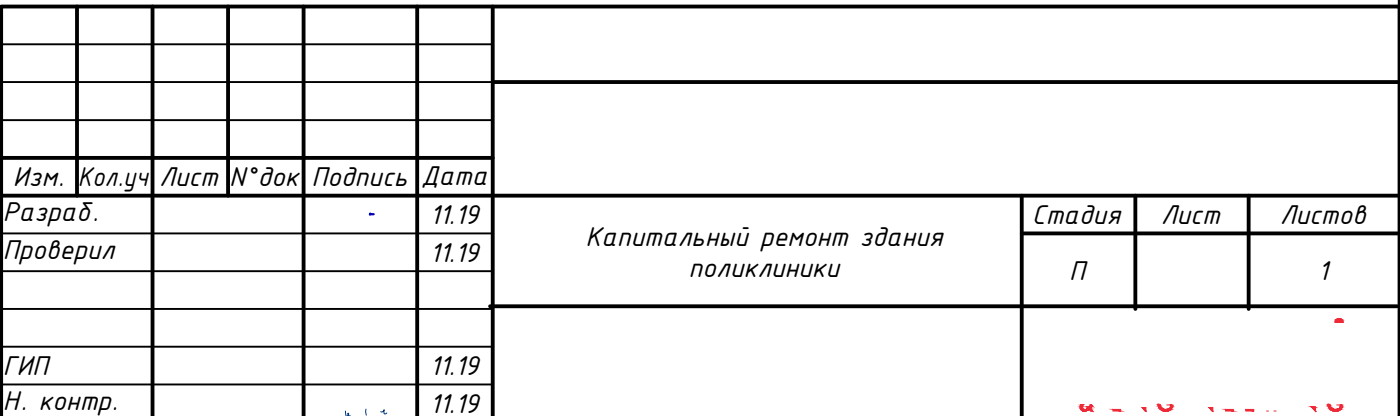 Изм. Кол.уч Лист N°док Подпись Дата
Разраб. 11.19
Проверил 11.19
Капитальный ремонт здания
поликлиники
Стадия Лист Листов
П 1
ГИП 11.19
Н. контр. 11.19